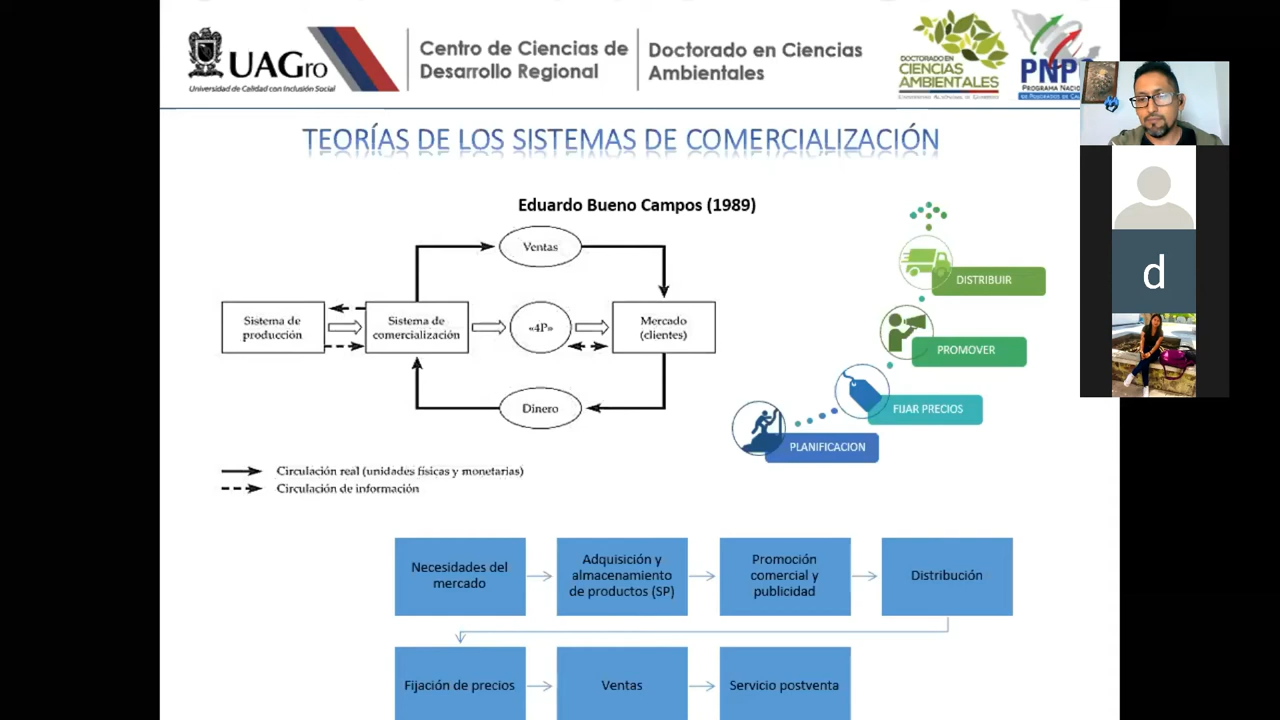 UAGro
Universidad de Calidad con Inclusión Social
Centro de Ciencias de
Desarrollo Regional
Doctorado en Ciencias
Ambientales
DOCTORADO EN
CIENCIAS
AMBIENTALES
PNP
PROGRAMA NACIO
TEORÍAS DE LOS SISTEMAS DE COMERCIALIZACIÓN
Eduardo Bueno Campos (1989)
Ventas
Sistema de
producción
Sistema de
comercialización
«4P»
Mercado
(clientes)
Dinero
Circulación real (unidades físicas y monetarias)
Circulación de información
DISTRIBUIR
PROMOVER
FIJAR PRECIOS
PLANIFICACION
d
Necesidades del
mercado
Adquisición y
almacenamiento
de productos (SP)
Promoción
comercial y
publicidad
Distribución
Fijación de precios
Ventas
Servicio postventa